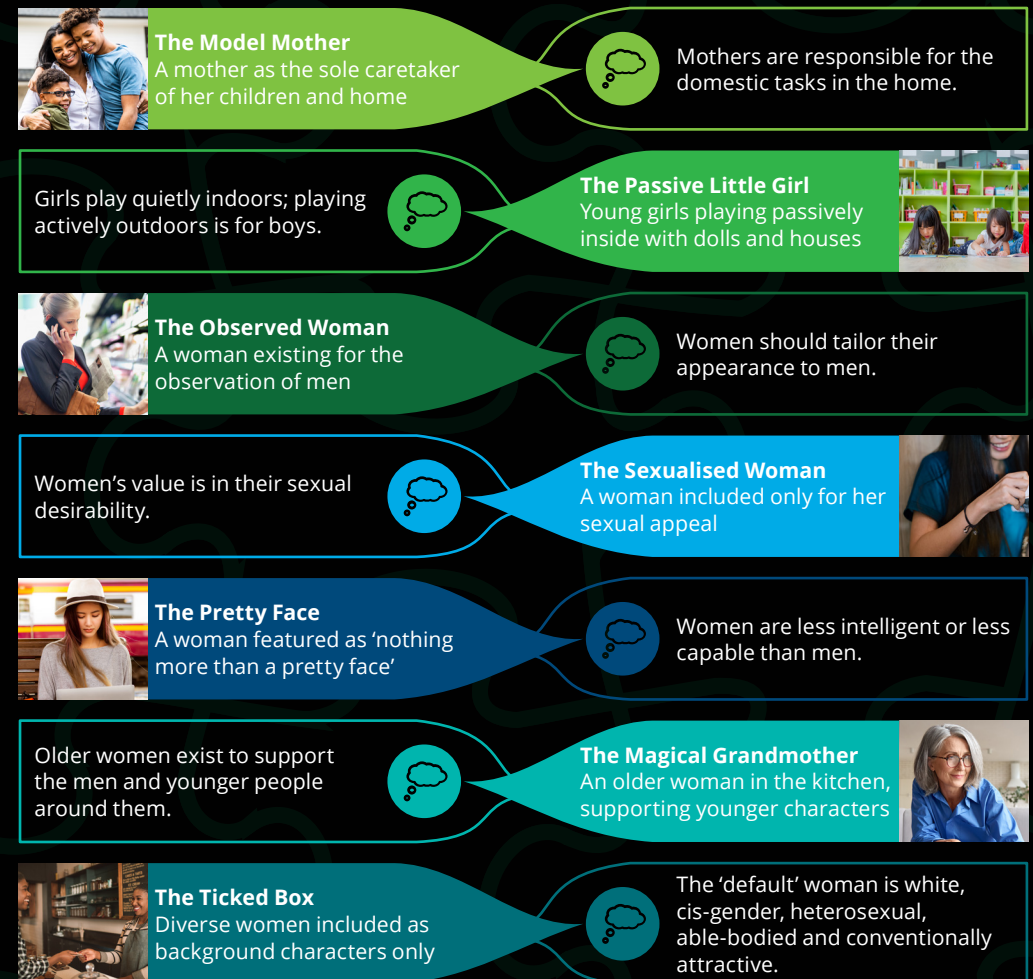 The Model Mother
A mother as the sole caretaker
of her children and home
Mothers are responsible for the
domestic tasks in the home.
Girls play quietly indoors; playing
actively outdoors is for boys.
The Passive Little Girl
Young girls playing passively
inside with dolls and houses
The Observed Woman
A woman existing for the
observation of men
Women should tailor their
appearance to men.
Women’s value is in their sexual
desirability.
The Sexualised Woman
A woman included only for her
sexual appeal
The Pretty Face
A woman featured as ‘nothing
more than a pretty face’
Women are less intelligent or less
capable than men.
Older women exist to support
the men and younger people
around them.
The Magical Grandmother
An older woman in the kitchen,
supporting younger characters
The Ticked Box
Diverse women included as
background characters only
The ‘default’ woman is white,
cis-gender, heterosexual,
able-bodied and conventionally
attractive.